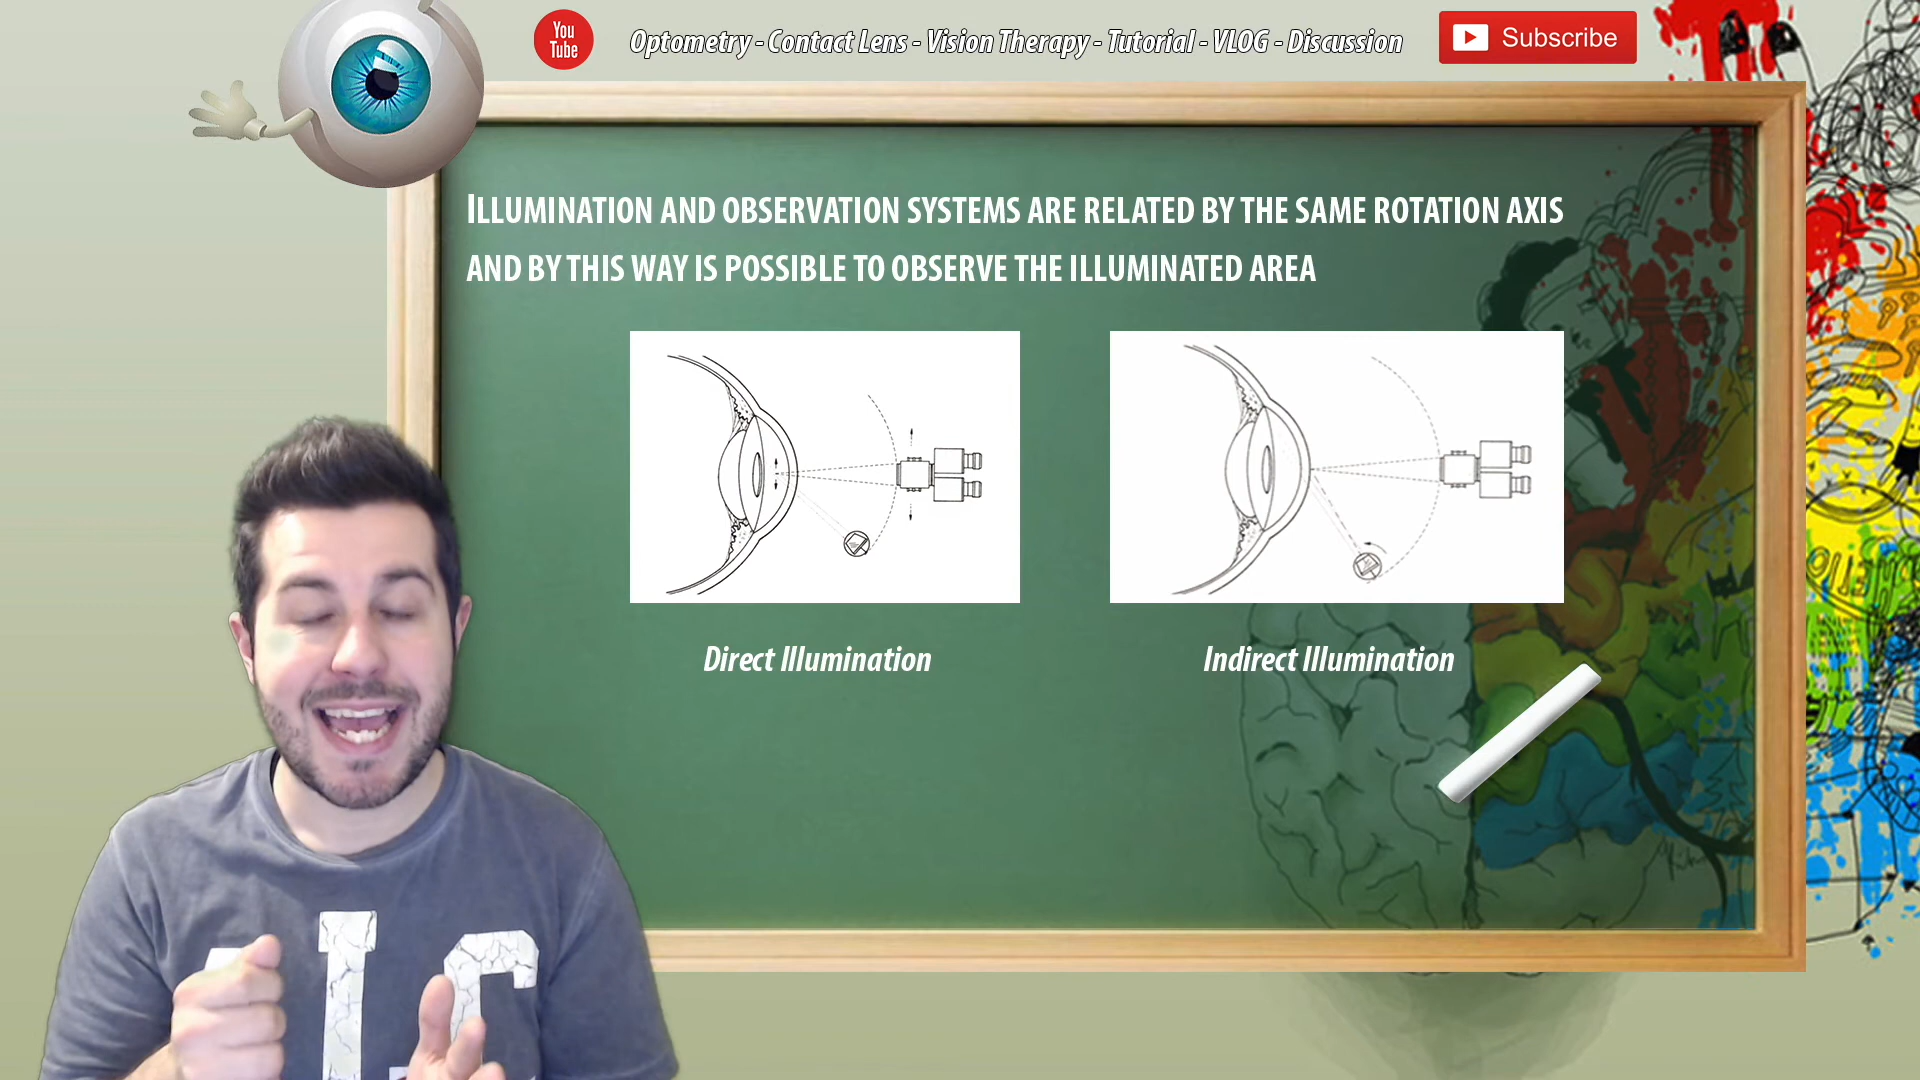 You
Tube
Optometry - Contact Lens - Vision Therapy - Tutorial - VLOG - Discussion
Subscribe
ILLUMINATION AND OBSERVATION SYSTEMS ARE RELATED BY THE SAME ROTATION AXIS
AND BY THIS WAY IS POSSIBLE TO OBSERVE THE ILLUMINATED AREA
Direct Illumination
Indirect Illumination